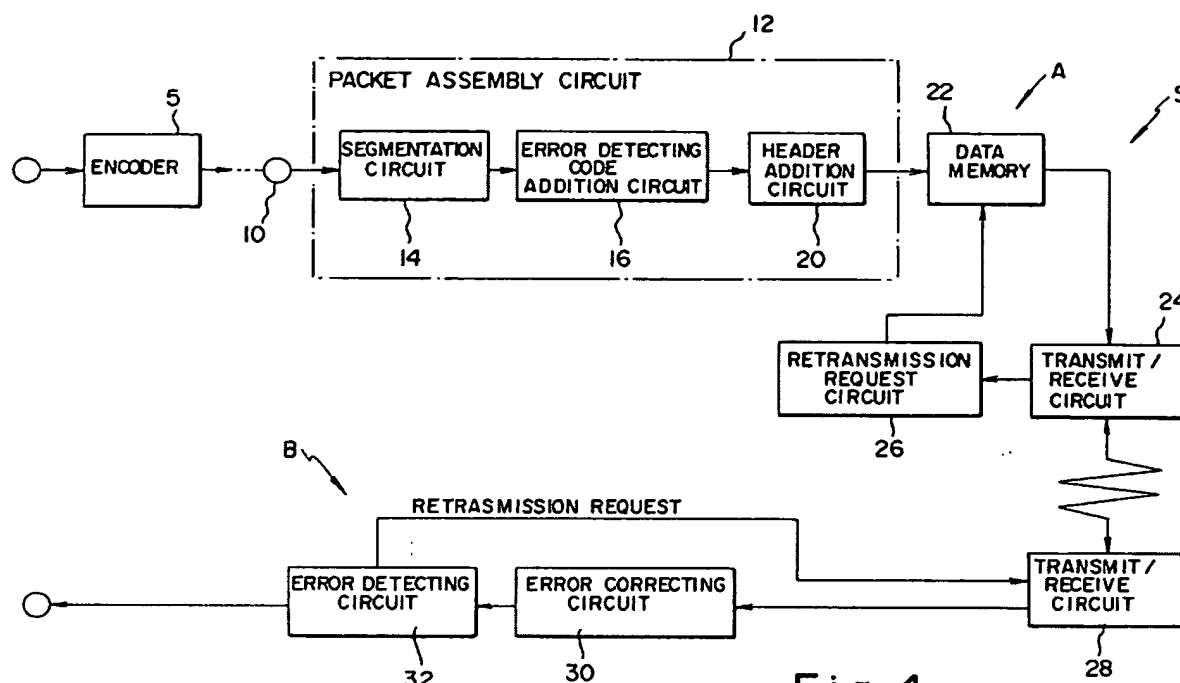 12
PACKET ASSEMBLY CIRCUIT
A
S
5
22
ENCODER
SEGMENTATION
CIRCUIT
ERROR DETECTING
CODE
ADDITION CIRCUIT
HEADER
ADDITION
CIRCUIT
DATA
MEMORY
10
14
16
20
24
RETRANSMISSION
REQUEST
CIRCUIT
TRANSMIT/
RECEIVE
CIRCUIT
26
B
RETRASMISSION REQUEST
ERROR DETECTING
CIRCUIT
ERROR CORRECTING
CIRCUIT
TRANSMIT/
RECEIVE
CIRCUIT
32
30
28